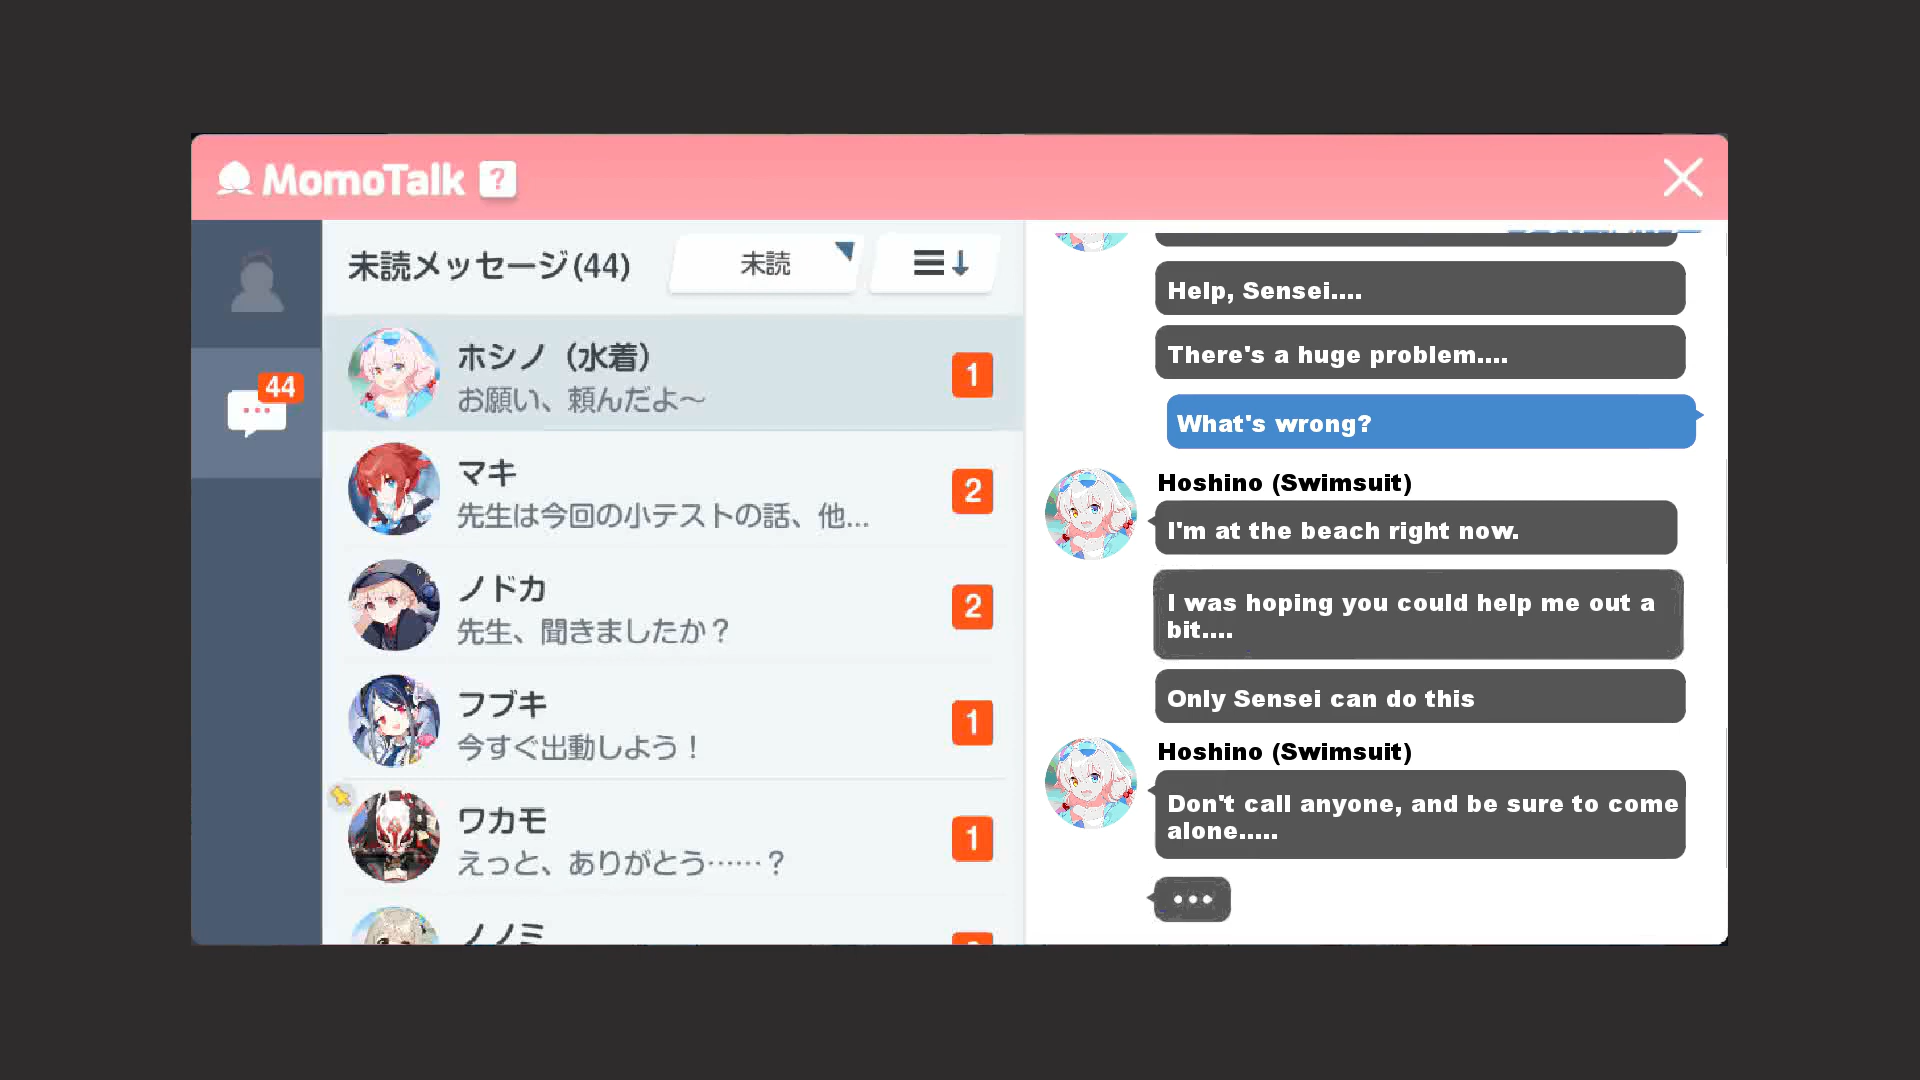 MomoTalk ?
44
未読メッセージ(44)
未読
ホシノ（水着）
お願い、頼んだよ～
1
マキ
先生は今回の小テストの話、他...
2
ノドカ
先生、聞きましたか？
2
フブキ
今すぐ出動しよう！
1
ワカモ
えっと、ありがとう……？
1
ノノミ
Help, Sensei....
There's a huge problem....
What's wrong?
Hoshino (Swimsuit)
I'm at the beach right now.
I was hoping you could help me out a
bit....
Only Sensei can do this
Hoshino (Swimsuit)
Don't call anyone, and be sure to come
alone.....
...